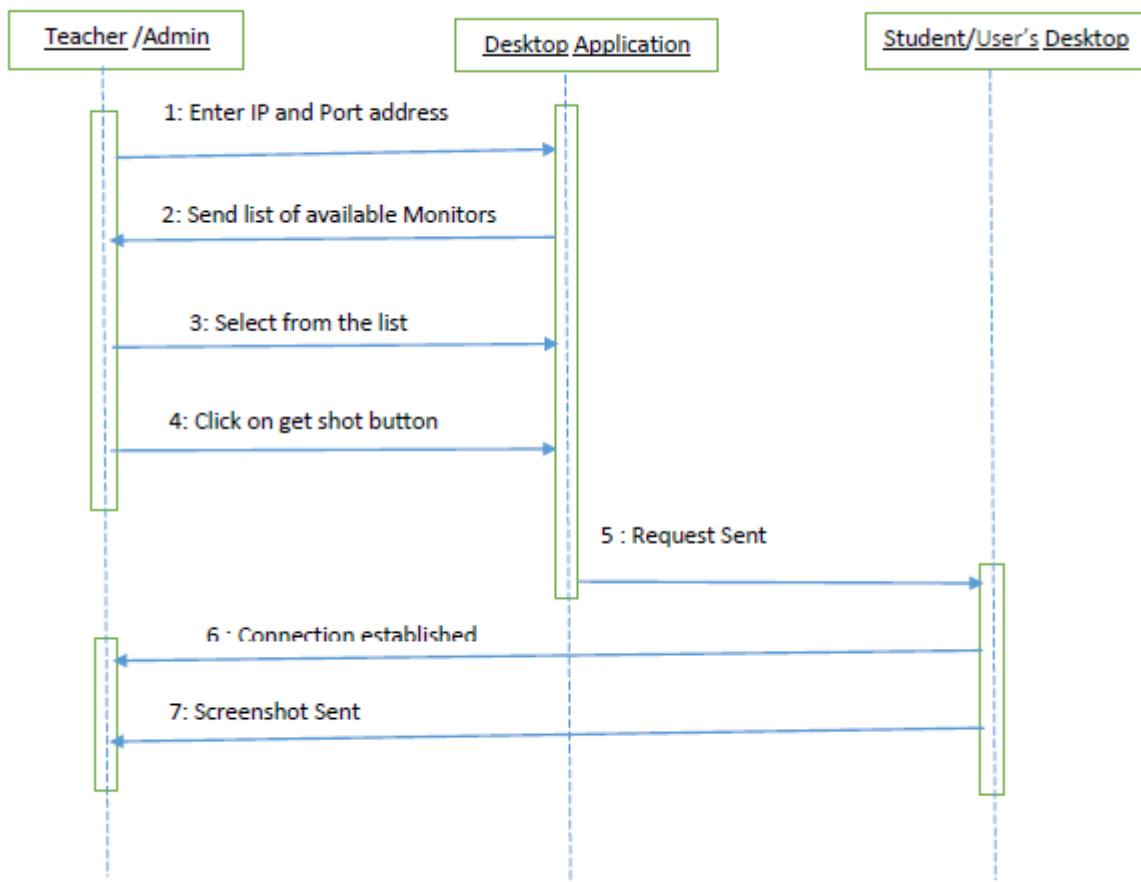 Teacher /Admin
Desktop Application
Student/User's Desktop
1: Enter IP and Port address
2: Send list of available Monitors
3: Select from the list
4: Click on get shot button
5 : Request Sent
6 : Connection established
7: Screenshot Sent